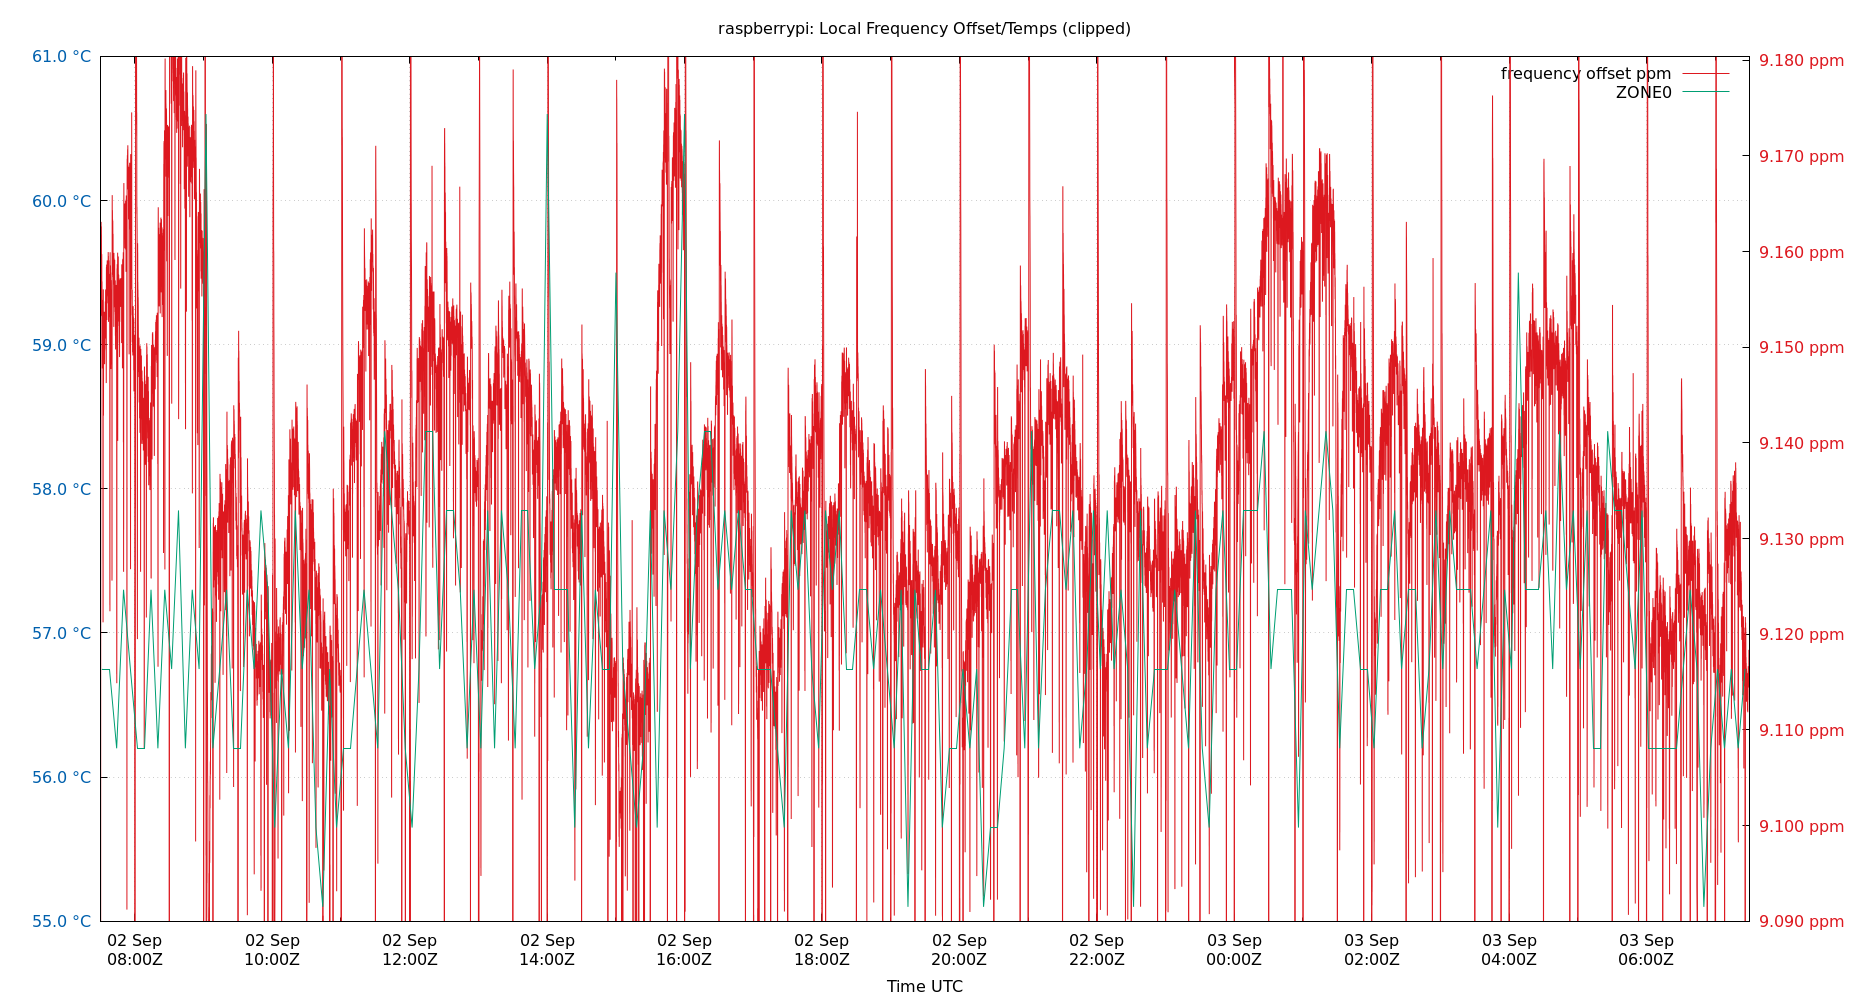 raspberrypi: Local Frequency Offset/Temps (clipped)
61.0 °C
60.0 °C
59.0 °C
58.0 °C
57.0 °C
56.0 °C
55.0 °C
9.180 ppm
9.170 ppm
9.160 ppm
9.150 ppm
9.140 ppm
9.130 ppm
9.120 ppm
9.110 ppm
9.100 ppm
9.090 ppm
frequency offset ppm
ZONE0
02 Sep
08:00Z
02 Sep
10:00Z
02 Sep
12:00Z
02 Sep
14:00Z
02 Sep
16:00Z
02 Sep
18:00Z
02 Sep
20:00Z
02 Sep
22:00Z
03 Sep
00:00Z
03 Sep
02:00Z
03 Sep
04:00Z
03 Sep
06:00Z
Time UTC